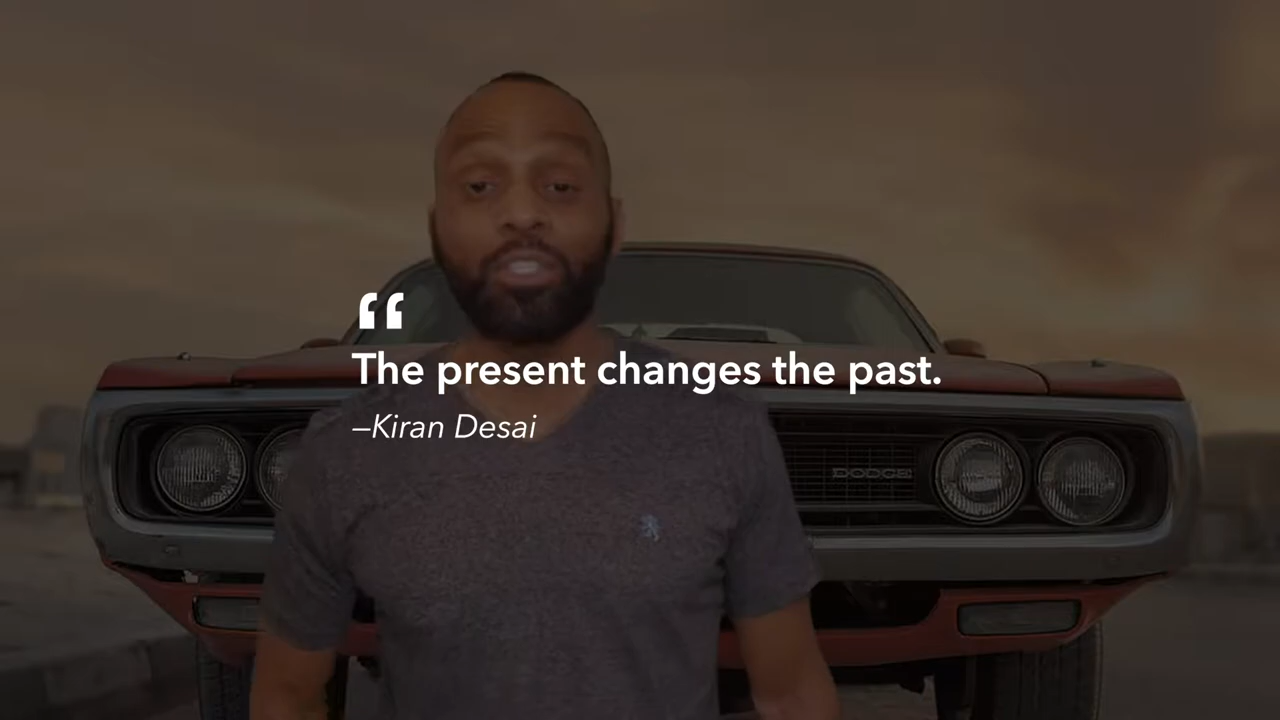 “
The present changes the past.
—Kiran Desai
DODGE